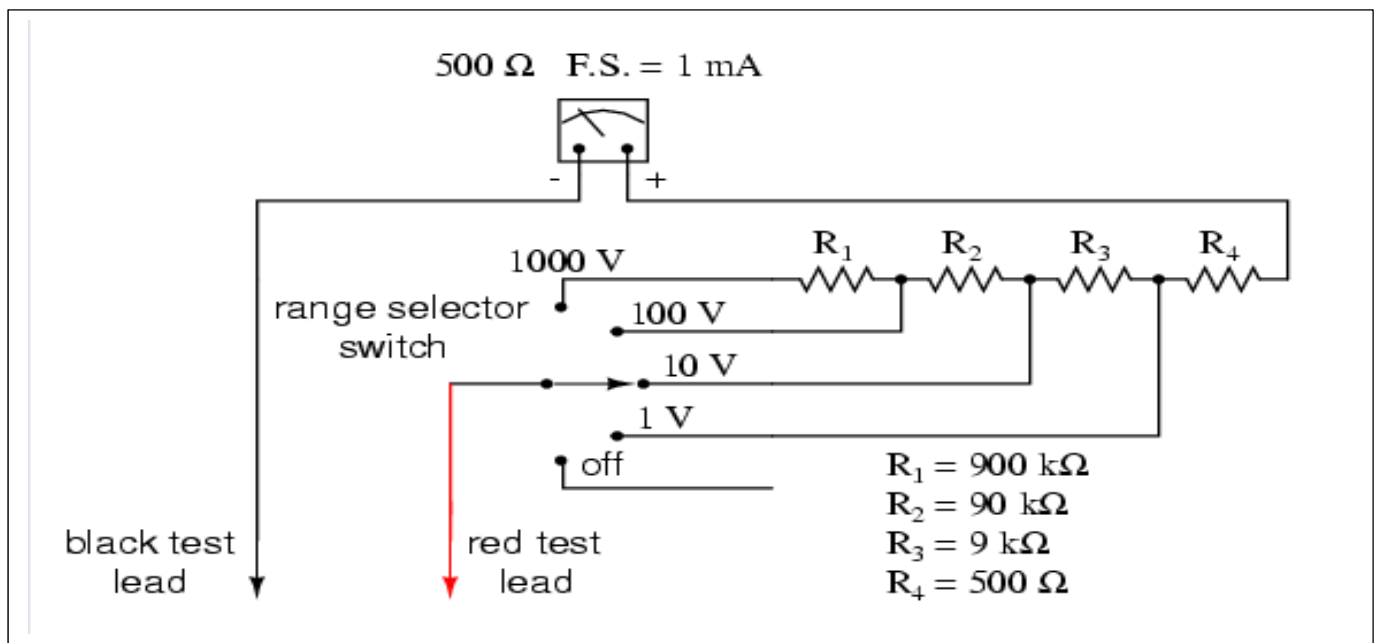 500 Ω F.S. = 1 mA
- +
R₁ R₂ R₃ R₄
1000 V
range selector
switch
100 V
10 V
1 V
off
R₁ = 900 kΩ
R₂ = 90 kΩ
R₃ = 9 kΩ
R₄ = 500 Ω
black test
lead
red test
lead